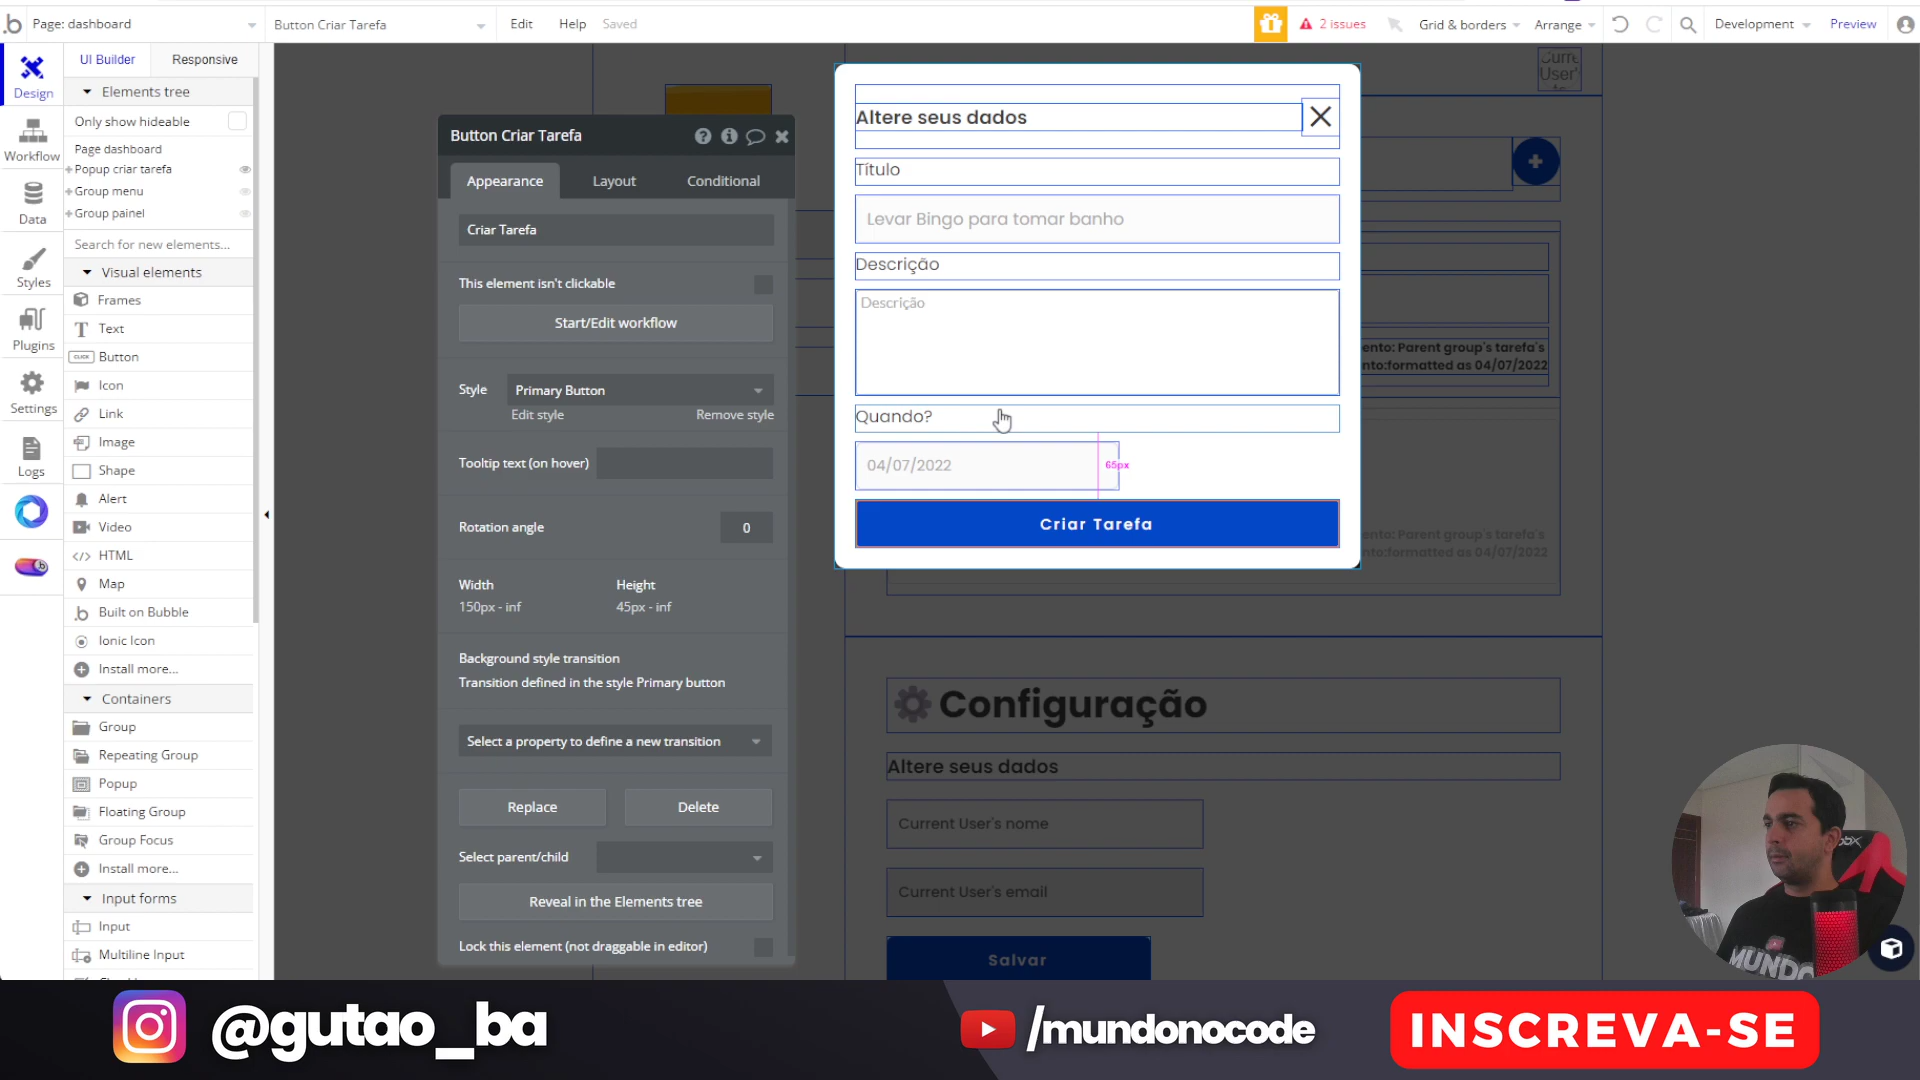 Page: dashboard
Button Criar Tarefa
Edit
Help
Saved
2 issues
Grid & borders
Arrange
Development
Preview
Design
Workflow
Data
Styles
Plugins
Settings
Logs
UI Builder
Responsive
Elements tree
Only show hideable
Page dashboard
Popup criar tarefa
Group menu
Group painel
Search for new elements...
Visual elements
Frames
Text
CLICK
Button
Icon
Link
Image
Shape
Alert
Video
HTML
Map
Built on Bubble
Ionic Icon
Install more...
Containers
Group
Repeating Group
Popup
Floating Group
Group Focus
Install more...
Input forms
Input
Multiline Input
Button Criar Tarefa
Appearance
Layout
Conditional
Criar Tarefa
This element isn't clickable
Start/Edit workflow
Style
Primary Button
Edit style
Remove style
Tooltip text (on hover)
Rotation angle
0
Width
Height
150px - inf
45px - inf
Background style transition
Transition defined in the style Primary button
Select a property to define a new transition
Replace
Delete
Select parent/child
Reveal in the Elements tree
Lock this element (not draggable in editor)
Altere seus dados
Título
Levar Bingo para tomar banho
Descrição
Descrição
Quando?
04/07/2022
65px
Criar Tarefa
User'
ento: Parent group's tarefa's
nto:formatted as 04/07/2022
ento: Parent group's tarefa's
nto:formatted as 04/07/2022
Configuração
Altere seus dados
Current User's nome
Current User's email
Salvar
MUNDO
@gutao_ba
/mundonocode
INSCREVA-SE